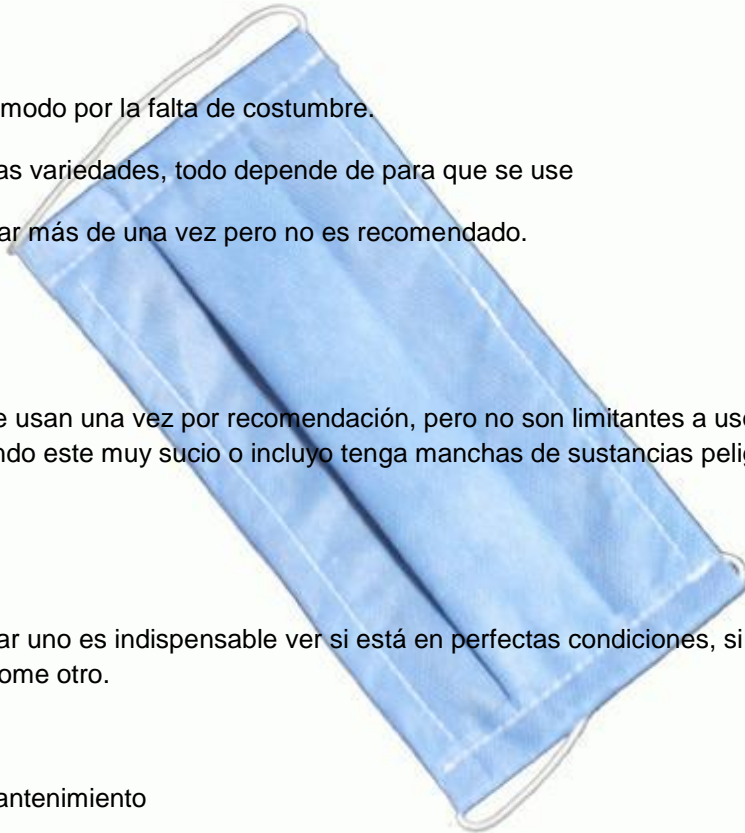 modo por la falta de costumbre.
as variedades, todo depende de para que se use
ar más de una vez pero no es recomendado.
e usan una vez por recomendación, pero no son limitantes a us
ndo este muy sucio o incluyo tenga manchas de sustancias peli
ar uno es indispensable ver si está en perfectas condiciones, si
ome otro.
antenimiento